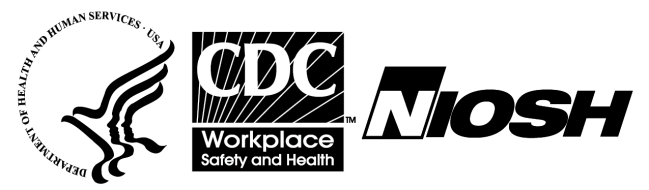 DEPARTMENT OF HEALTH AND HUMAN SERVICES · USA
CDC
TM
Workplace
Safety and Health
NIOSH